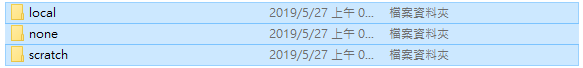 local 2019/5/27 上午 0... 檔案資料夾
none 2019/5/27 上午 0... 檔案資料夾
scratch 2019/5/27 上午 0... 檔案資料夾